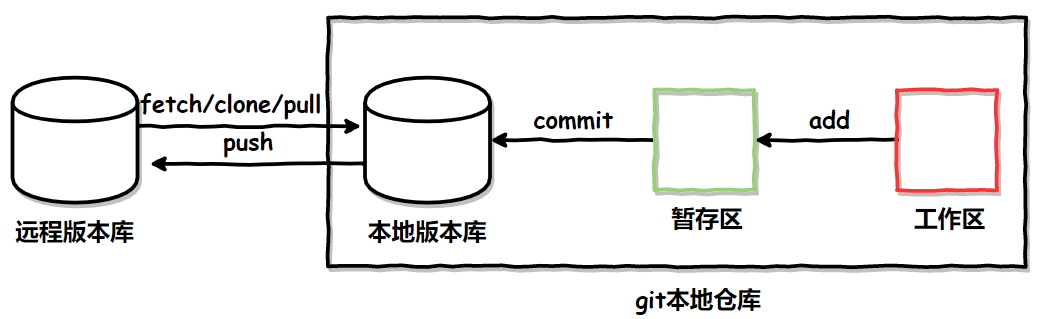 fetch/clone/pull
push
commit
add
远程版本库
本地版本库
暂存区
工作区
git本地仓库